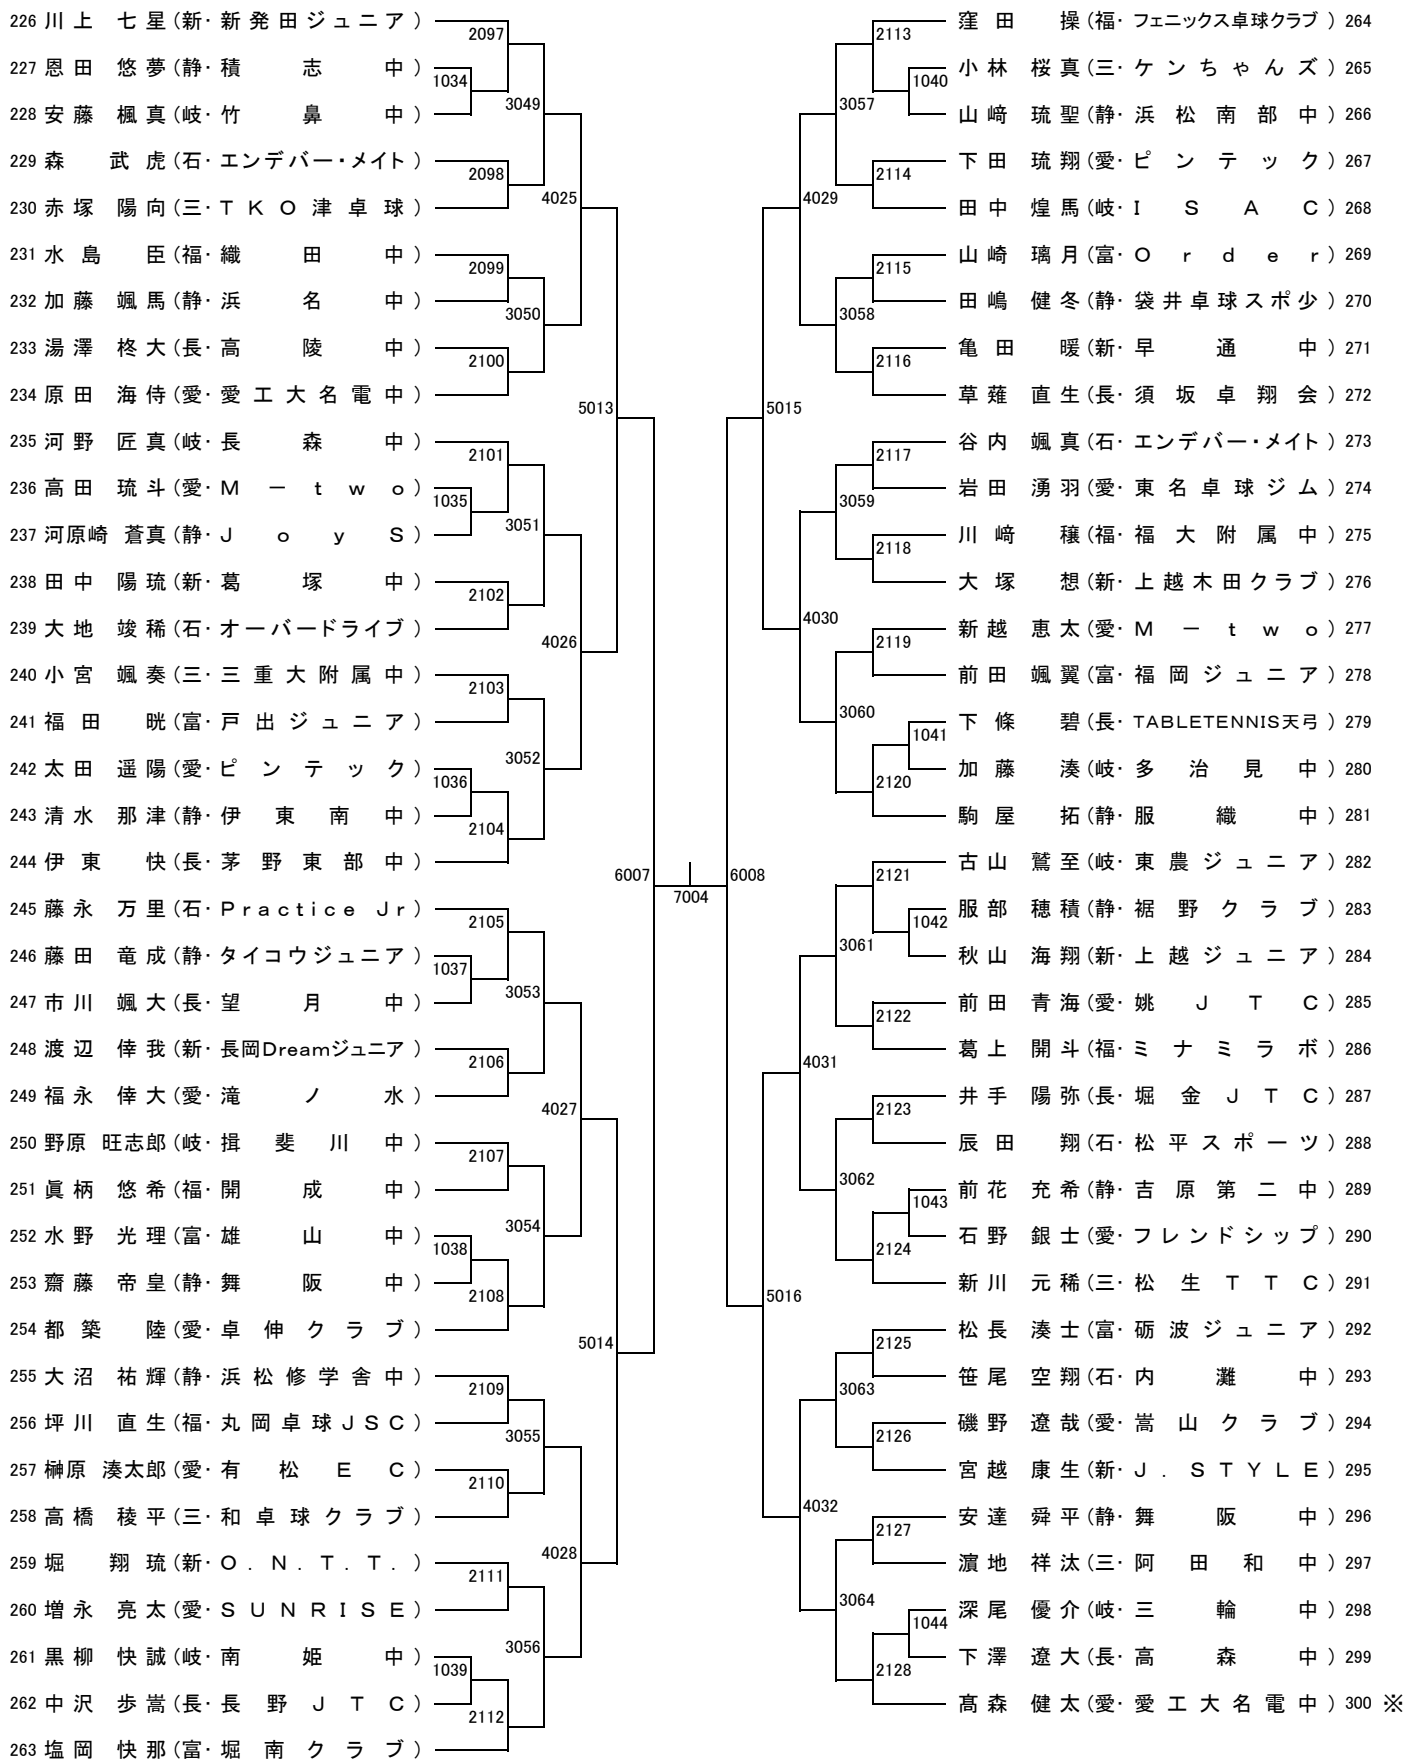 226 川上 七星 (新・新発田ジュニア)
227 恩田 悠夢 (静・積志中)
228 安藤 楓真 (岐・竹鼻中)
229 森 武虎 (石・エンデバー・メイト)
230 赤塚 陽向 (三・TKO津卓球)
231 水島 臣 (福・織田中)
232 加藤 颯馬 (静・浜名中)
233 湯澤 柊大 (長・高陵中)
234 原田 海侍 (愛・愛工大名電中)
235 河野 匠真 (岐・長森中)
236 高田 琉斗 (愛・M－two)
237 河原崎 蒼真 (静・JoyS)
238 田中 陽琉 (新・葛塚中)
239 大地 竣稀 (石・オーバードライブ)
240 小宮 颯奏 (三・三重大附属中)
241 福田 晄 (富・戸出ジュニア)
242 太田 遥陽 (愛・ピンテック)
243 清水 那津 (静・伊東南中)
244 伊東 快 (長・茅野東部中)
245 藤永 万里 (石・Practice Jr)
246 藤田 竜成 (静・タイコウジュニア)
247 市川 颯大 (長・望月中)
248 渡辺 倖我 (新・長岡Dreamジュニア)
249 福永 倖大 (愛・滝ノ水)
250 野原 旺志郎 (岐・揖斐川中)
251 眞柄 悠希 (福・開成中)
252 水野 光理 (富・雄山中)
253 齋藤 帝皇 (静・舞阪中)
254 都築 陸 (愛・卓伸クラブ)
255 大沼 祐輝 (静・浜松修学舎中)
256 坪川 直生 (福・丸岡卓球JSC)
257 榊原 湊太郎 (愛・有松EC)
258 高橋 稜平 (三・和卓球クラブ)
259 堀 翔琉 (新・O.N.T.T.)
260 増永 亮太 (愛・SUNRISE)
261 黒柳 快誠 (岐・南姫中)
262 中沢 歩嵩 (長・長野JTC)
263 塩岡 快那 (富・堀南クラブ)
1034
1035
1036
1037
1038
1039
2097
2098
2099
2100
2101
2102
2103
2104
2105
2106
2107
2108
2109
2110
2111
2112
3049
3050
3051
3052
3053
3054
3055
3056
4025
4026
4027
4028
5013
5014
6007
7004
6008
5015
5016
4029
4030
4031
4032
3057
3058
3059
3060
3061
3062
3063
3064
2113
2114
2115
2116
2117
2118
2119
2120
2121
2122
2123
2124
2125
2126
2127
2128
1040
1041
1042
1043
1044
窪田 操 (福・フェニックス卓球クラブ) 264
小林 桜真 (三・ケンちゃんズ) 265
山﨑 琉聖 (静・浜松南部中) 266
下田 琉翔 (愛・ピンテック) 267
田中 煌馬 (岐・ISAC) 268
山崎 璃月 (富・Order) 269
田嶋 健冬 (静・袋井卓球スポ少) 270
亀田 暖 (新・早通中) 271
草薙 直生 (長・須坂卓翔会) 272
谷内 颯真 (石・エンデバー・メイト) 273
岩田 湧羽 (愛・東名卓球ジム) 274
川﨑 穣 (福・福大附属中) 275
大塚 想 (新・上越木田クラブ) 276
新越 恵太 (愛・M－two) 277
前田 颯翼 (富・福岡ジュニア) 278
下條 碧 (長・TABLETENNIS天弓) 279
加藤 湊 (岐・多治見中) 280
駒屋 拓 (静・服織中) 281
古山 鷲至 (岐・東農ジュニア) 282
服部 穂積 (静・裾野クラブ) 283
秋山 海翔 (新・上越ジュニア) 284
前田 青海 (愛・姚JTC) 285
葛上 開斗 (福・ミナミラボ) 286
井手 陽弥 (長・堀金JTC) 287
辰田 翔 (石・松平スポーツ) 288
前花 充希 (静・吉原第二中) 289
石野 銀士 (愛・フレンドシップ) 290
新川 元稀 (三・松生TTC) 291
松長 湊士 (富・砺波ジュニア) 292
笹尾 空翔 (石・内灘中) 293
磯野 遼哉 (愛・嵩山クラブ) 294
宮越 康生 (新・J.STYLE) 295
安達 舜平 (静・舞阪中) 296
濵地 祥汰 (三・阿田和中) 297
深尾 優介 (岐・三輪中) 298
下澤 遼大 (長・高森中) 299
髙森 健太 (愛・愛工大名電中) 300 ※